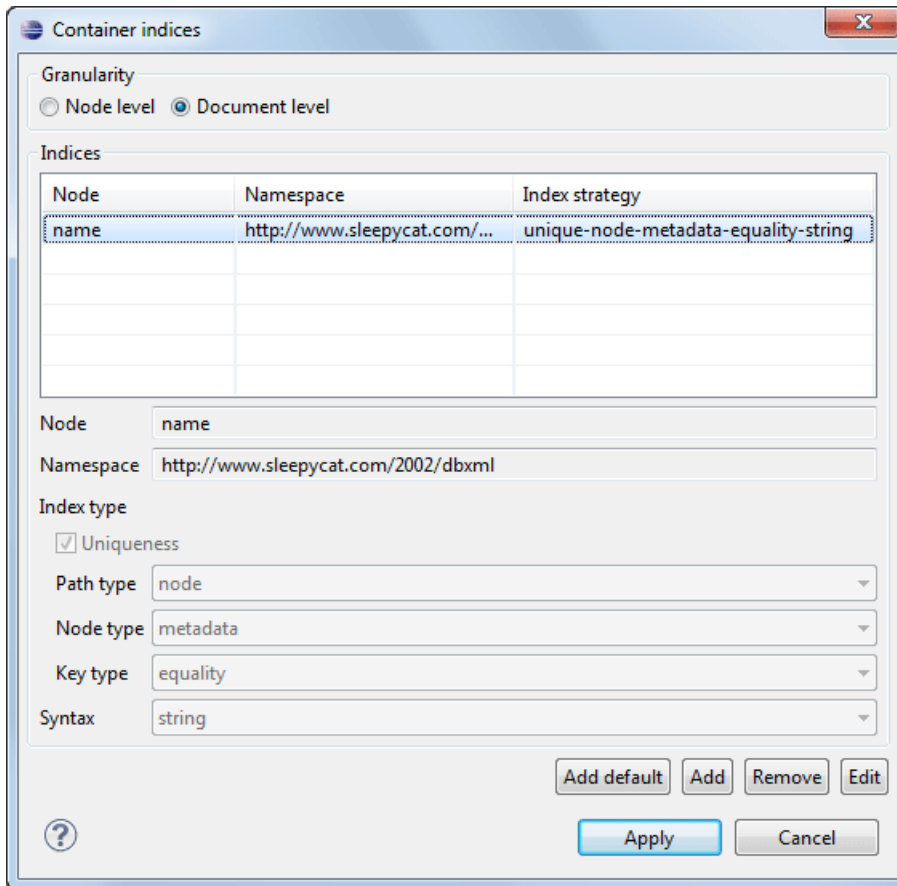 Container indices
Granularity
Node level Document level
Indices
Node Namespace Index strategy
name http://www.sleepycat.com/... unique-node-metadata-equality-string
Node name
Namespace http://www.sleepycat.com/2002/dbxml
Index type
Uniqueness
Path type node
Node type metadata
Key type equality
Syntax string
Add default Add Remove Edit
? Apply Cancel